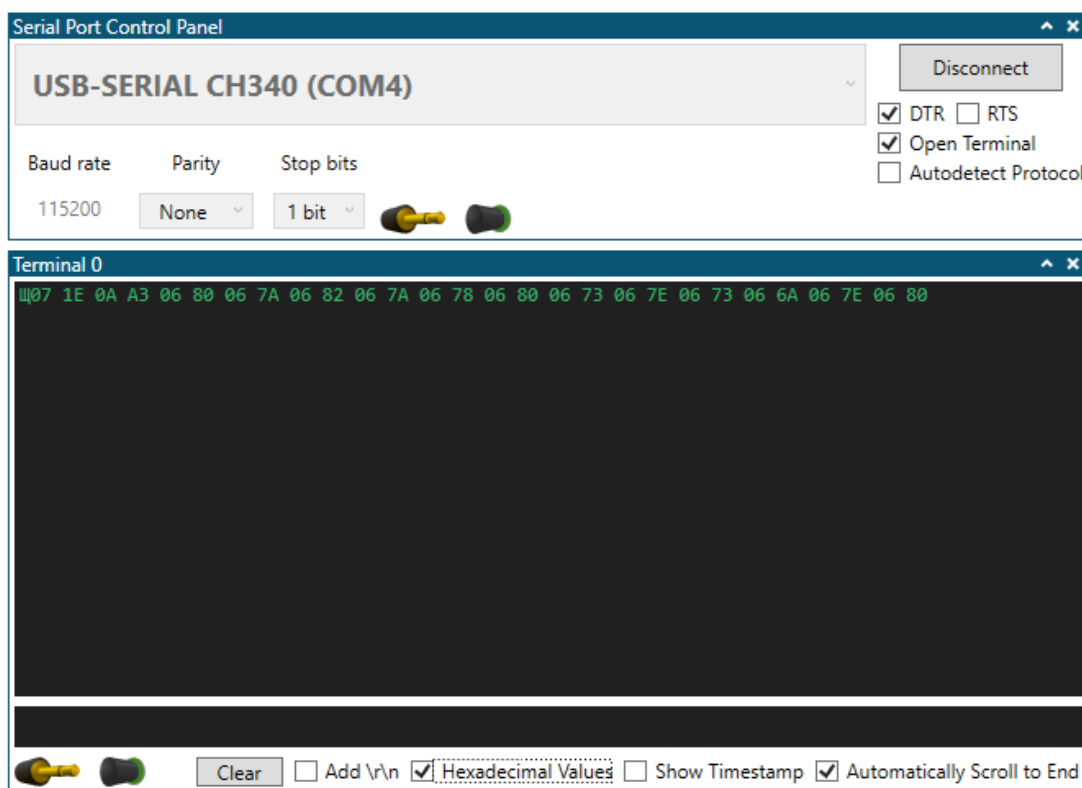 Serial Port Control Panel
USB-SERIAL CH340 (COM4)
Disconnect
DTR RTS
Open Terminal
Autodetect Protocol
Baud rate Parity Stop bits
115200 None 1 bit
Terminal 0
Щ07 1E 0A A3 06 80 06 7A 06 82 06 7A 06 78 06 80 06 73 06 7E 06 73 06 6A 06 7E 06 80
Clear Add \r\n Hexadecimal Values Show Timestamp Automatically Scroll to End